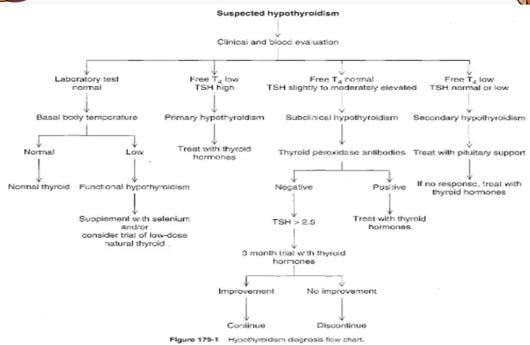 Suspected hypothyroidism
Clinical and blood evaluation
Laboratory test
normal
Free T4 low
TSH high
Free T4 normal
TSH slightly to moderately elevated
Free T4 low
TSH normal or low
Basal body temperature
Primary hypothyroidism
Subclinical hypothyroidism
Secondary hypothyroidism
Normal
Low
Treat with thyroid
hormones
Thyroid peroxidase antibodies
Treat with pituitary support
Normal thyroid
Functional hypothyroidism
Negative
Positive
If no response, treat with
thyroid hormones
Supplement with selenium
and/or
consider trial of low-dose
natural thyroid
TSH > 2.5
Treat with thyroid
hormones
3 month trial with thyroid
hormones
Improvement
No improvement
Continue
Discontinue
Figure 179-1 Hypothyroidism diagnosis flow chart.